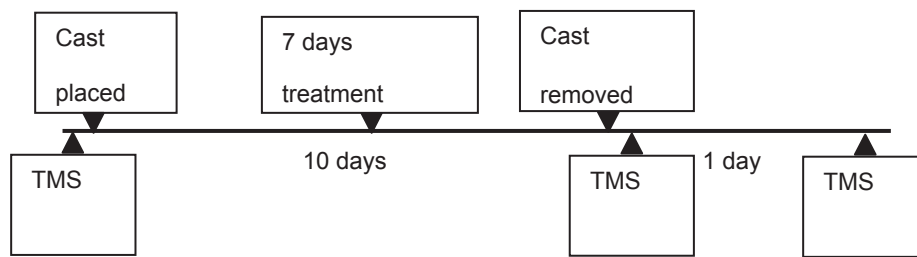 Cast
placed
7 days
treatment
Cast
removed
10 days
1 day
TMS
TMS
TMS